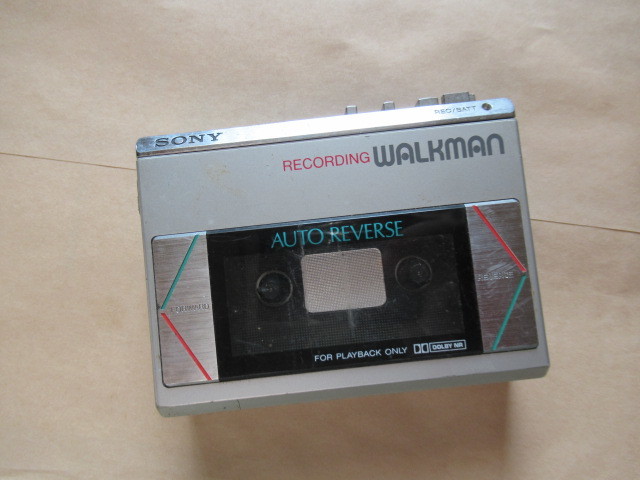 REC/BATT
SONY
RECORDING WALKMAN
AUTO REVERSE
FOR PLAYBACK ONLY DOLBY NR